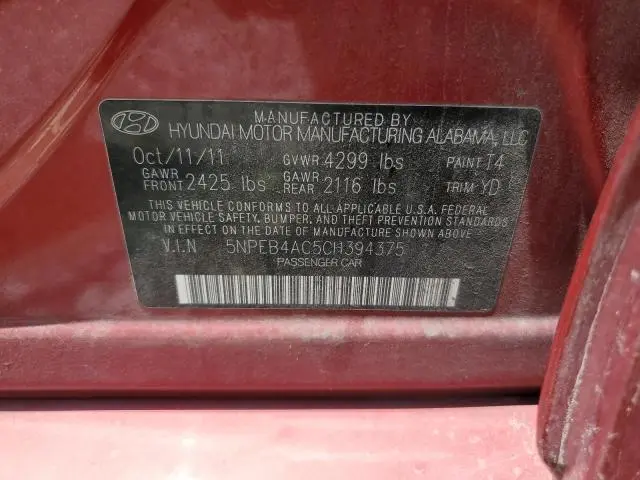 MANUFACTURED BY
HYUNDAI MOTOR MANUFACTURING ALABAMA, LLC
Oct/11/11 GVWR 4299 lbs PAINT T4
GAWR FRONT 2425 lbs GAWR REAR 2116 lbs TRIM YD
THIS VEHICLE CONFORMS TO ALL APPLICABLE U.S.A. FEDERAL
MOTOR VEHICLE SAFETY, BUMPER, AND THEFT PREVENTION STANDARDS
IN EFFECT ON THE DATE OF MANUFACTURE SHOWN ABOVE.
V.I.N 5NPEB4AC5CH394375
PASSENGER CAR